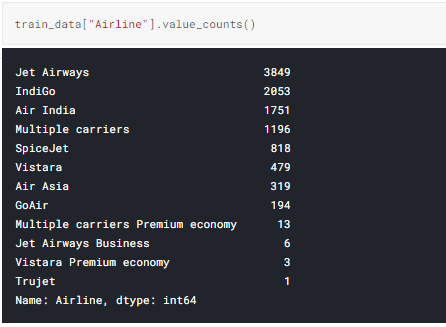 train_data["Airline"].value_counts()
Jet Airways 3849
IndiGo 2053
Air India 1751
Multiple carriers 1196
SpiceJet 818
Vistara 479
Air Asia 319
GoAir 194
Multiple carriers Premium economy 13
Jet Airways Business 6
Vistara Premium economy 3
Trujet 1
Name: Airline, dtype: int64